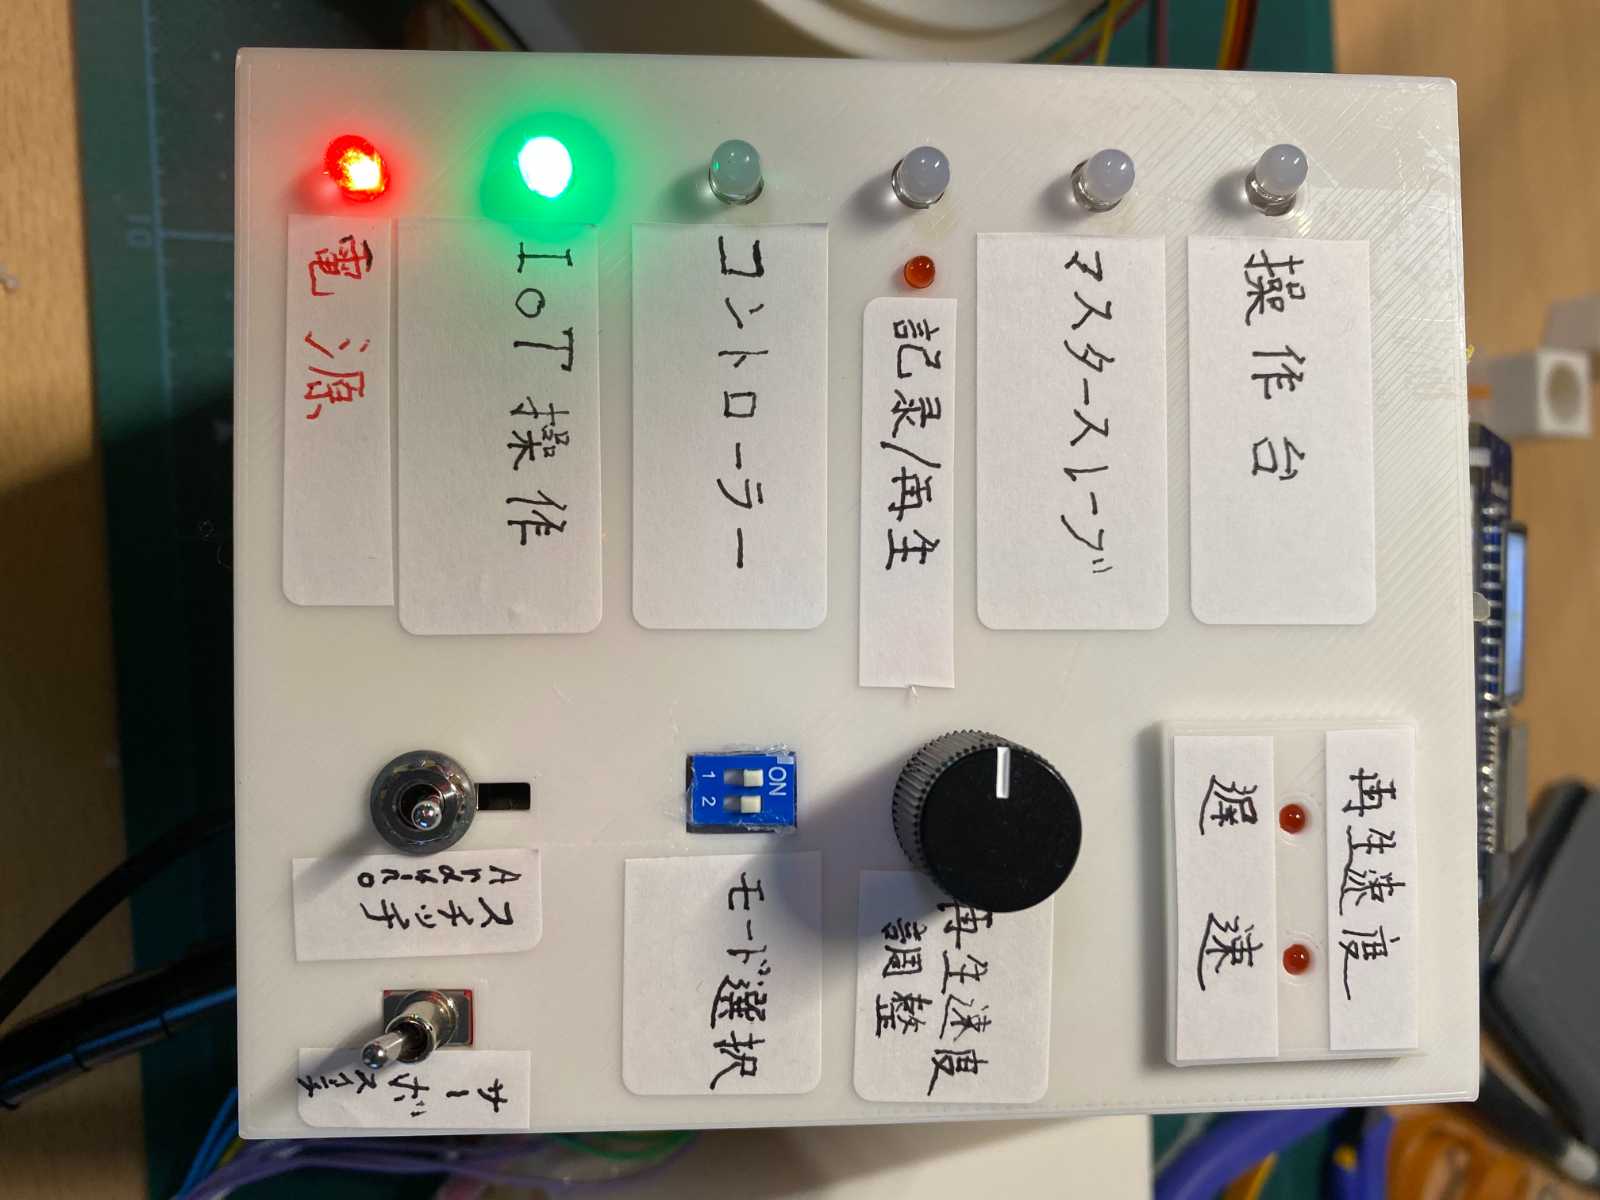 操作台
マスタースレーブ
記录/再生
コントローラー
IoT操作
電源
再生速度
遅 速
再生速度
調整
ON
1 2
モード選択
スチッチ
Arduino
サーボスイッチ
10